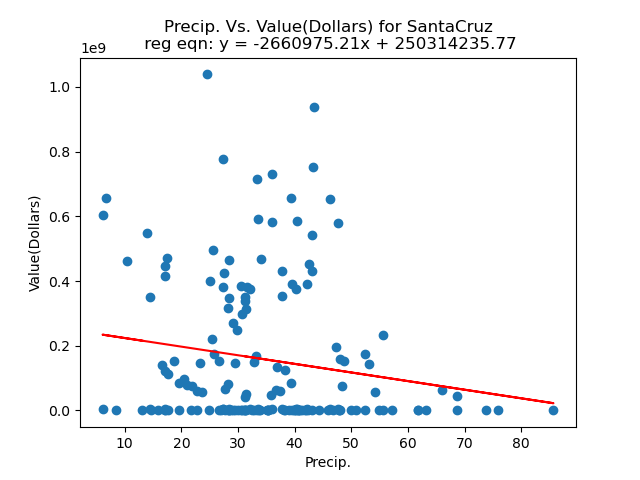 Precip. Vs. Value(Dollars) for SantaCruz
reg eqn: y = -2660975.21x + 250314235.77
1e9
1.0
0.8
0.6
0.4
0.2
0.0
Value(Dollars)
10 20 30 40 50 60 70 80
Precip.